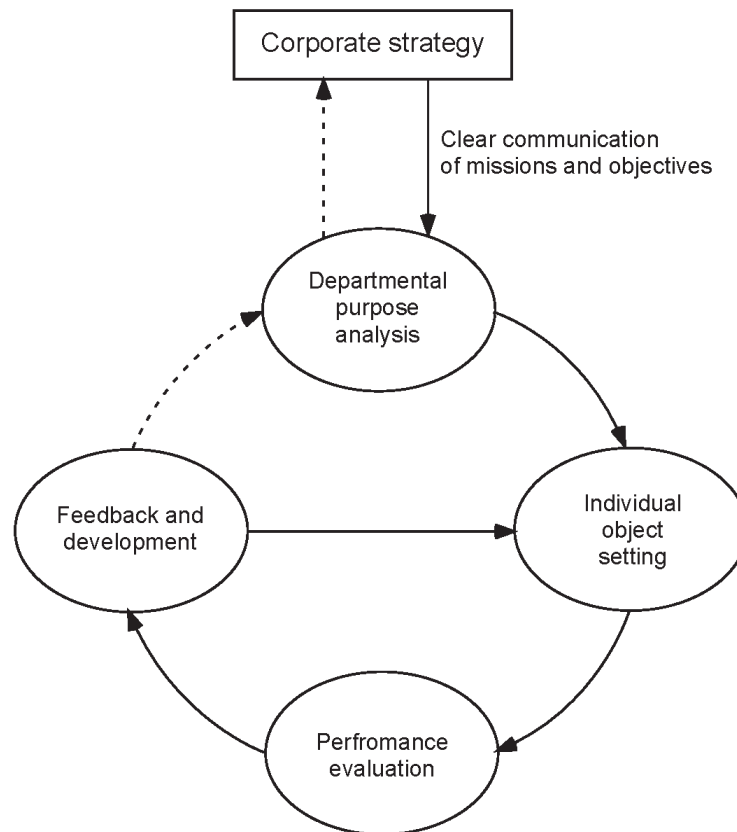 Corporate strategy
Clear communication
of missions and objectives
Departmental
purpose
analysis
Feedback and
development
Individual
object
setting
Perfromance
evaluation